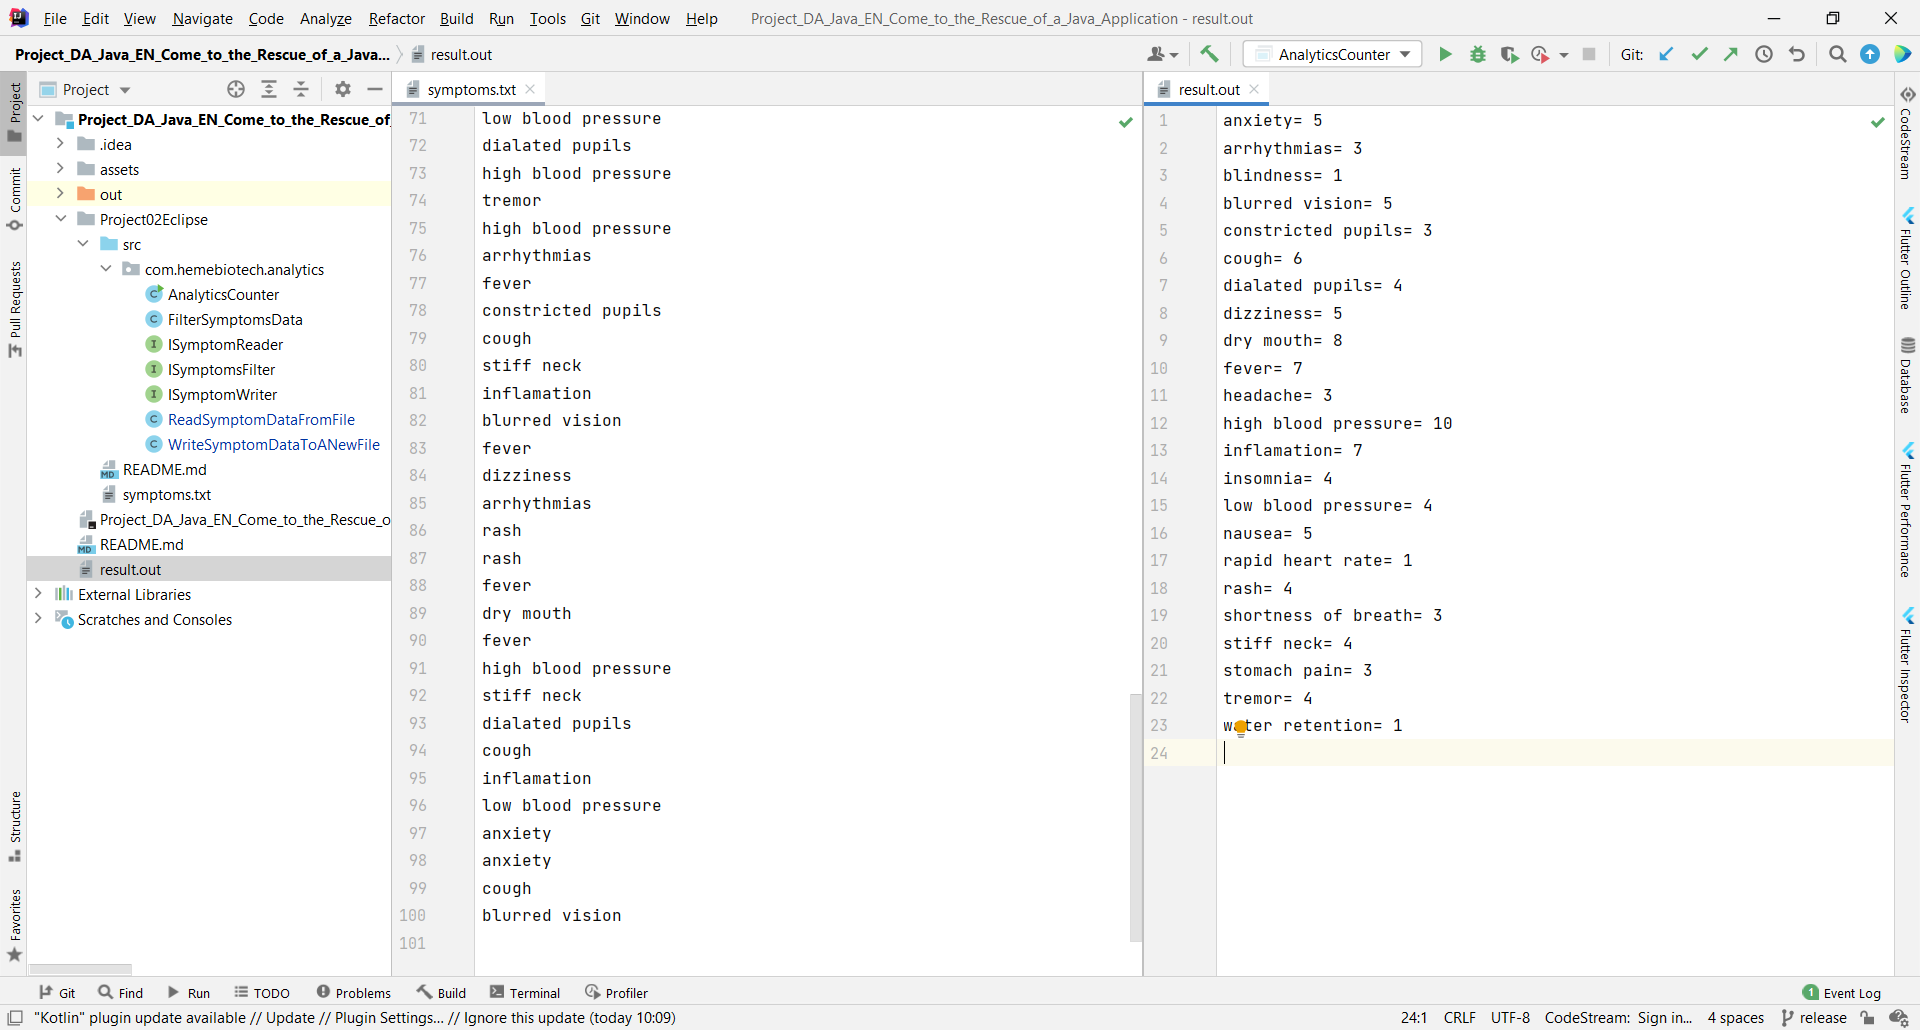 File Edit View Navigate Code Analyze Refactor Build Run Tools Git Window Help Project_DA_Java_EN_Come_to_the_Rescue_of_a_Java_Application - result.out
Project_DA_Java_EN_Come_to_the_Rescue_of_a_Java... result.out AnalyticsCounter Git:
Project
Commit
Pull Requests
Structure
Favorites
Project
Project_DA_Java_EN_Come_to_the_Rescue_of_
.idea
assets
out
Project02Eclipse
src
com.hemebiotech.analytics
AnalyticsCounter
FilterSymptomsData
ISymptomReader
ISymptomsFilter
ISymptomWriter
ReadSymptomDataFromFile
WriteSymptomDataToANewFile
README.md
symptoms.txt
Project_DA_Java_EN_Come_to_the_Rescue_o
README.md
result.out
External Libraries
Scratches and Consoles
symptoms.txt
71 low blood pressure
72 dialated pupils
73 high blood pressure
74 tremor
75 high blood pressure
76 arrhythmias
77 fever
78 constricted pupils
79 cough
80 stiff neck
81 inflamation
82 blurred vision
83 fever
84 dizziness
85 arrhythmias
86 rash
87 rash
88 fever
89 dry mouth
90 fever
91 high blood pressure
92 stiff neck
93 dialated pupils
94 cough
95 inflamation
96 low blood pressure
97 anxiety
98 anxiety
99 cough
100 blurred vision
101
result.out
1 anxiety= 5
2 arrhythmias= 3
3 blindness= 1
4 blurred vision= 5
5 constricted pupils= 3
6 cough= 6
7 dialated pupils= 4
8 dizziness= 5
9 dry mouth= 8
10 fever= 7
11 headache= 3
12 high blood pressure= 10
13 inflamation= 7
14 insomnia= 4
15 low blood pressure= 4
16 nausea= 5
17 rapid heart rate= 1
18 rash= 4
19 shortness of breath= 3
20 stiff neck= 4
21 stomach pain= 3
22 tremor= 4
23 water retention= 1
24
CodeStream
Flutter Outline
Database
Flutter Performance
Flutter Inspector
Git Find Run TODO Problems Build Terminal Profiler 1 Event Log
"Kotlin" plugin update available // Update // Plugin Settings... // Ignore this update (today 10:09) 24:1 CRLF UTF-8 CodeStream: Sign in... 4 spaces release